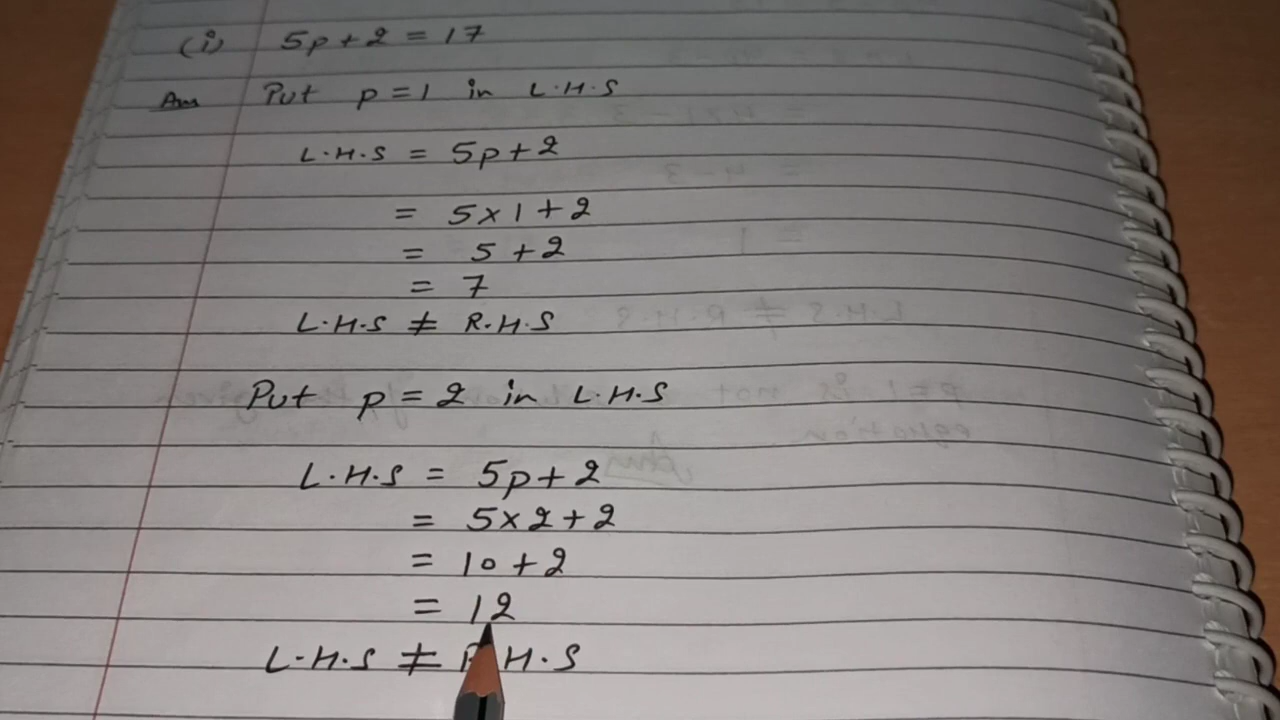 (i) 5p+2 = 17
Ans Put p=1 in L.H.S
L.H.S = 5p+2
= 5×1+2
= 5+2
= 7
L.H.S ≠ R.H.S
Put p=2 in L.H.S
L.H.S = 5p+2
= 5×2+2
= 10+2
= 12
L.H.S ≠ R.H.S